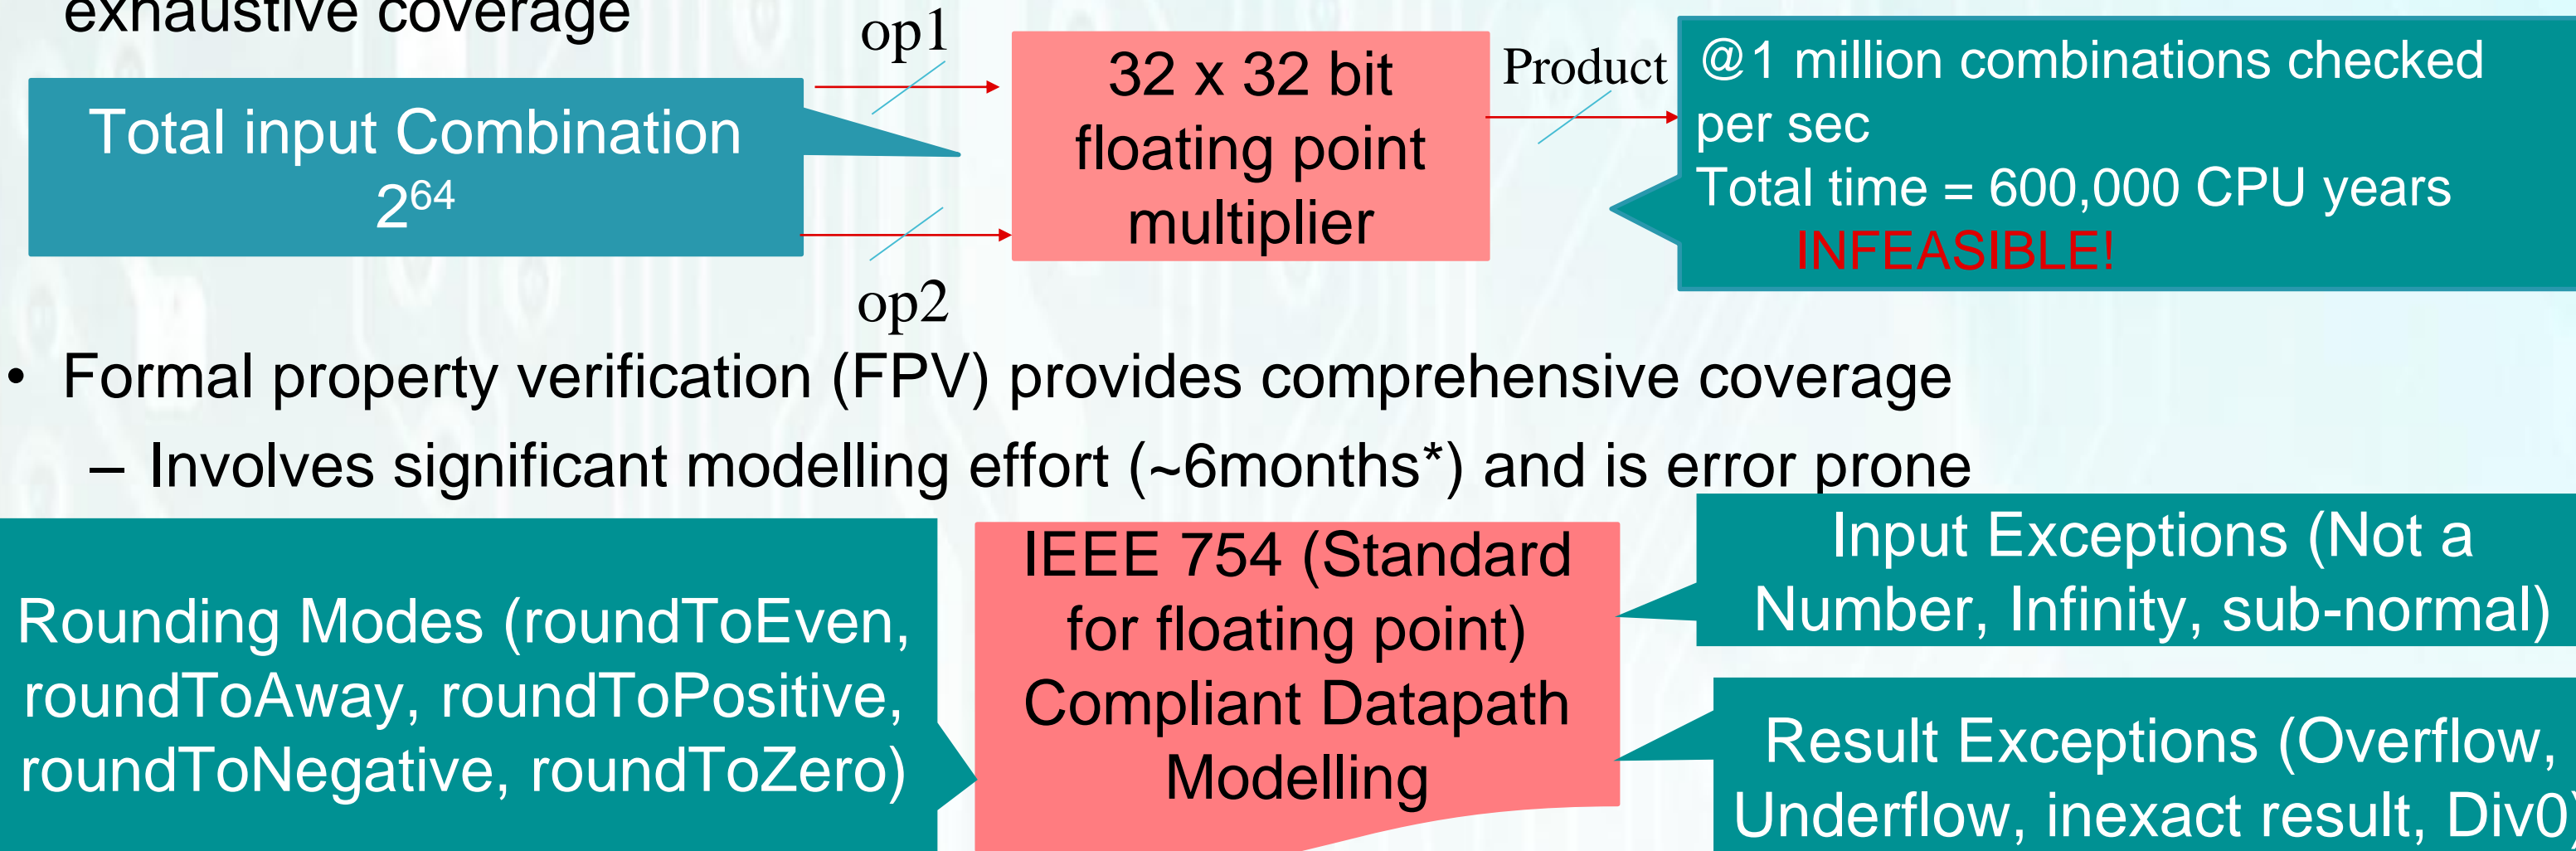 exhaustive coverage
op1
Total input Combination
2⁶⁴
op2
32 x 32 bit
floating point
multiplier
Product
@1 million combinations checked
per sec
Total time = 600,000 CPU years
INFEASIBLE!
• Formal property verification (FPV) provides comprehensive coverage
– Involves significant modelling effort (~6months*) and is error prone
Rounding Modes (roundToEven,
roundToAway, roundToPositive,
roundToNegative, roundToZero)
IEEE 754 (Standard
for floating point)
Compliant Datapath
Modelling
Input Exceptions (Not a
Number, Infinity, sub-normal)
Result Exceptions (Overflow,
Underflow, inexact result, Div0)